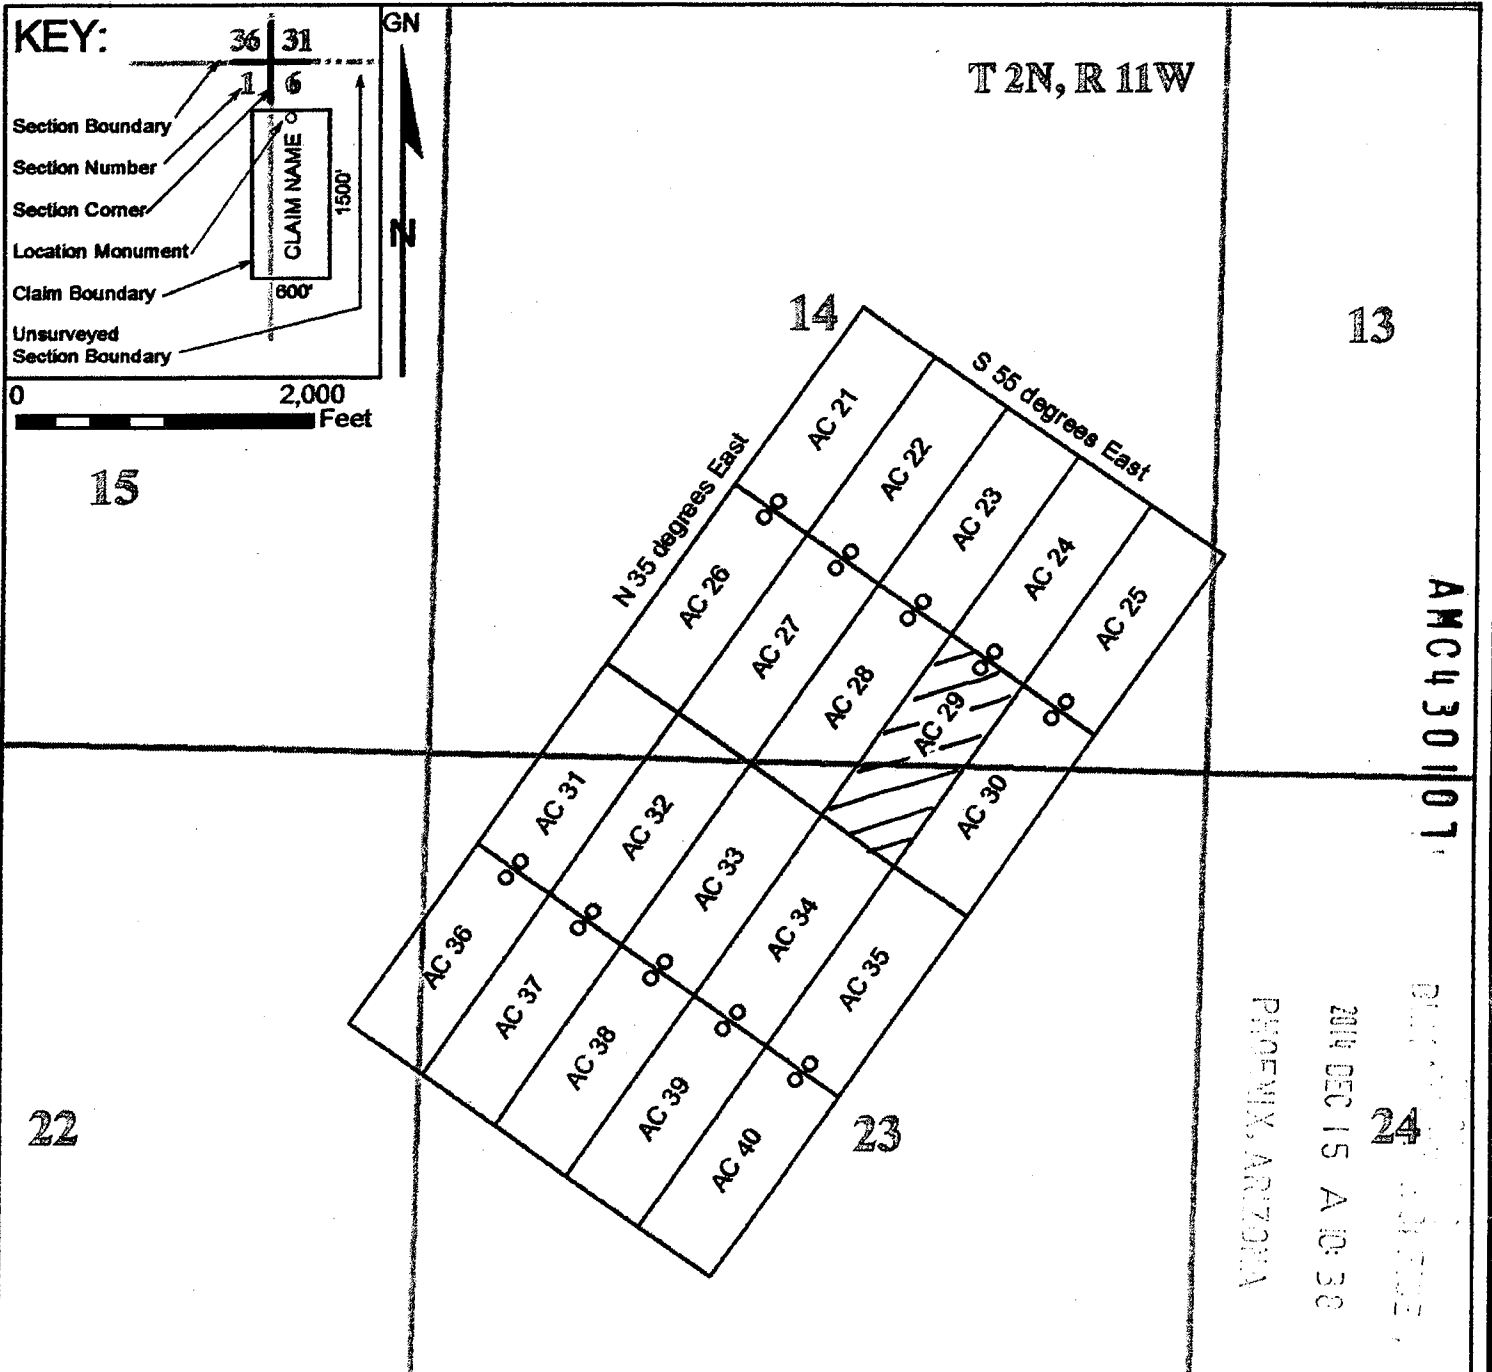 KEY:
36 31
1 6
Section Boundary
Section Number
Section Corner
Location Monument
Claim Boundary
Unsurveyed
Section Boundary
CLAIM NAME
1500'
600'
GN
N
0 2,000
Feet
T 2N, R 11W
14
13
15
S 55 degrees East
N 35 degrees East
AC 21
AC 22
AC 23
AC 24
AC 25
AC 26
AC 27
AC 28
AC 29
AC 30
AC 31
AC 32
AC 33
AC 34
AC 35
AC 36
AC 37
AC 38
AC 39
AC 40
22
23
24
AMC430107
2014 DEC 15 A 10:38
PHOENIX, ARIZONA